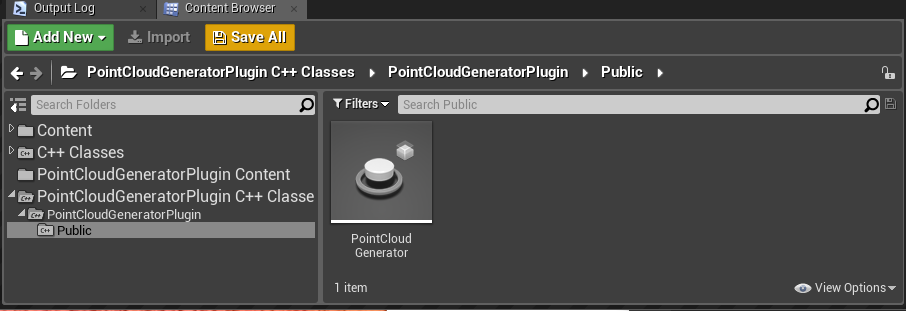 Output Log
Content Browser
Add New
Import
Save All
PointCloudGeneratorPlugin C++ Classes
PointCloudGeneratorPlugin
Public
Search Folders
Filters
Search Public
Content
C++ Classes
PointCloudGeneratorPlugin Content
PointCloudGeneratorPlugin C++ Classe
PointCloudGeneratorPlugin
C++ Public
PointCloud
Generator
1 item
View Options